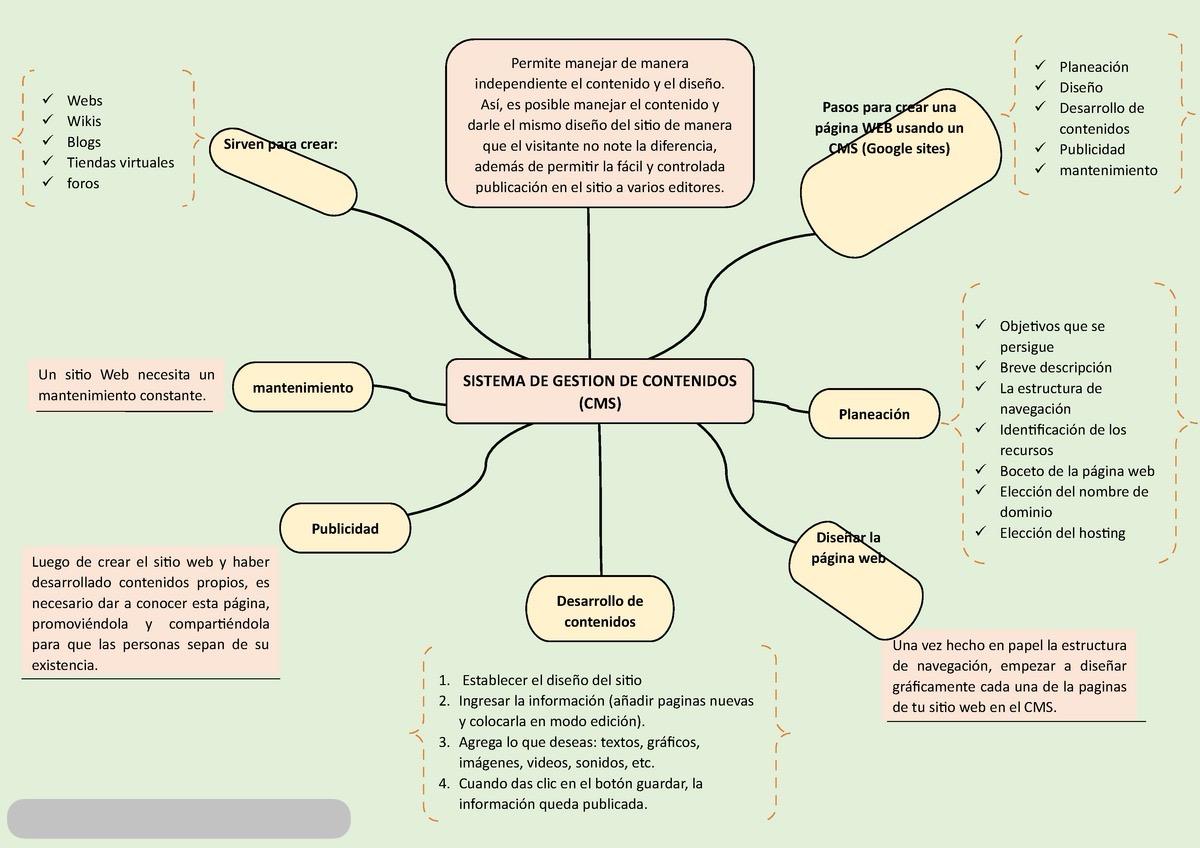 Permite manejar de manera
independiente el contenido y el diseño.
Así, es posible manejar el contenido y
darle el mismo diseño del sitio de manera
que el visitante no note la diferencia,
además de permitir la fácil y controlada
publicación en el sitio a varios editores.
✓ Webs
✓ Wikis
✓ Blogs
✓ Tiendas virtuales
✓ foros
Sirven para crear:
Pasos para crear una
página WEB usando un
CMS (Google sites)
✓ Planeación
✓ Diseño
✓ Desarrollo de
contenidos
✓ Publicidad
✓ mantenimiento
SISTEMA DE GESTION DE CONTENIDOS
(CMS)
Un sitio Web necesita un
mantenimiento constante.
mantenimiento
Planeación
✓ Objetivos que se
persigue
✓ Breve descripción
✓ La estructura de
navegación
✓ Identificación de los
recursos
✓ Boceto de la página web
✓ Elección del nombre de
dominio
✓ Elección del hosting
Publicidad
Luego de crear el sitio web y haber
desarrollado contenidos propios, es
necesario dar a conocer esta página,
promoviéndola y compartiéndola
para que las personas sepan de su
existencia.
Desarrollo de
contenidos
1. Establecer el diseño del sitio
2. Ingresar la información (añadir paginas nuevas
y colocarla en modo edición).
3. Agrega lo que deseas: textos, gráficos,
imágenes, videos, sonidos, etc.
4. Cuando das clic en el botón guardar, la
información queda publicada.
Diseñar la
página web
Una vez hecho en papel la estructura
de navegación, empezar a diseñar
gráficamente cada una de la paginas
de tu sitio web en el CMS.